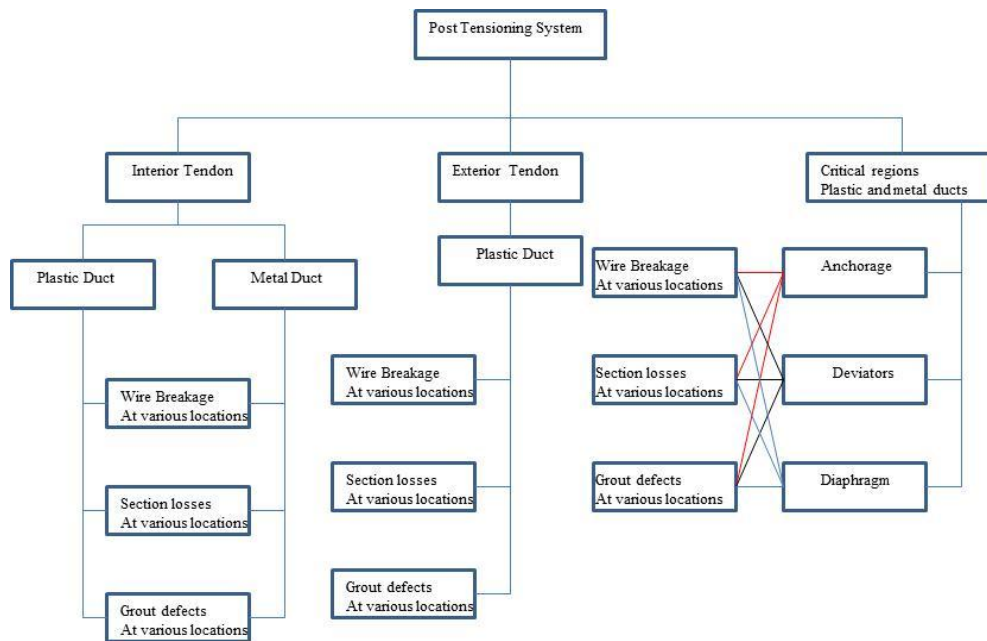 Post Tensioning System
Interior Tendon
Exterior Tendon
Critical regions
Plastic and metal ducts
Plastic Duct
Metal Duct
Plastic Duct
Wire Breakage
At various locations
Anchorage
Wire Breakage
At various locations
Wire Breakage
At various locations
Section losses
At various locations
Deviators
Section losses
At various locations
Section losses
At various locations
Grout defects
At various locations
Diaphragm
Grout defects
At various locations
Grout defects
At various locations